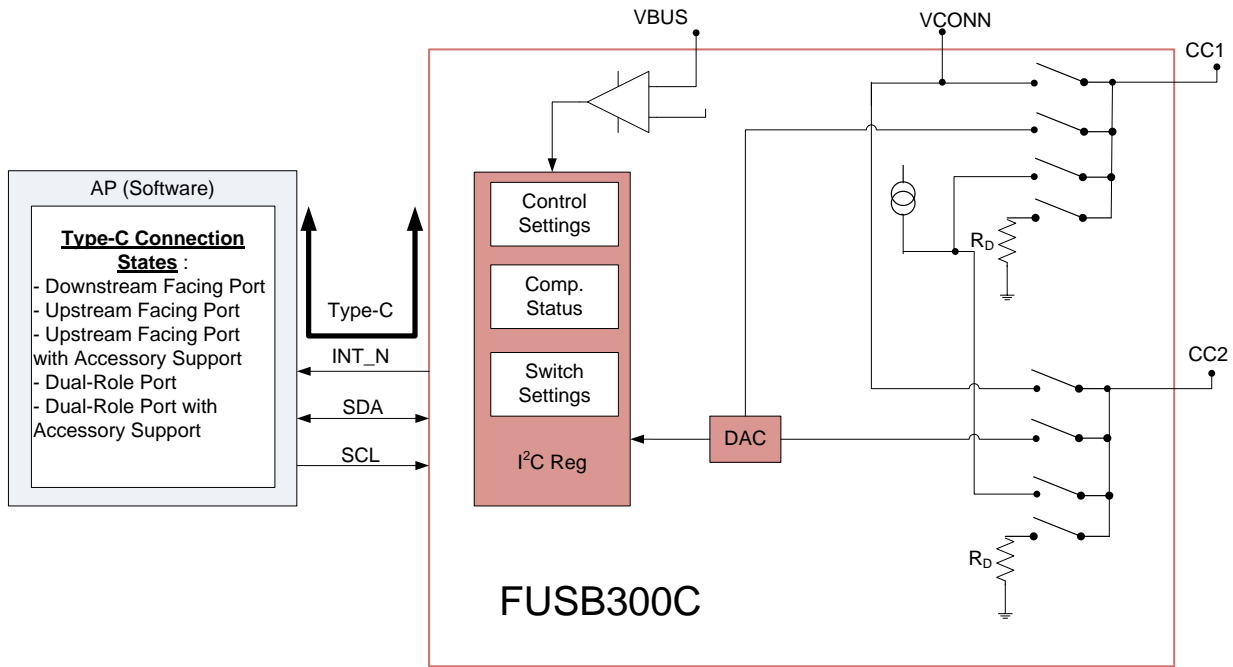 VBUS
VCONN
CC1
AP (Software)
Type-C Connection
States :
- Downstream Facing Port
- Upstream Facing Port
- Upstream Facing Port
with Accessory Support
- Dual-Role Port
- Dual-Role Port with
Accessory Support
Type-C
INT_N
SDA
SCL
Control
Settings
Comp.
Status
Switch
Settings
I²C Reg
DAC
R_D
CC2
R_D
FUSB300C